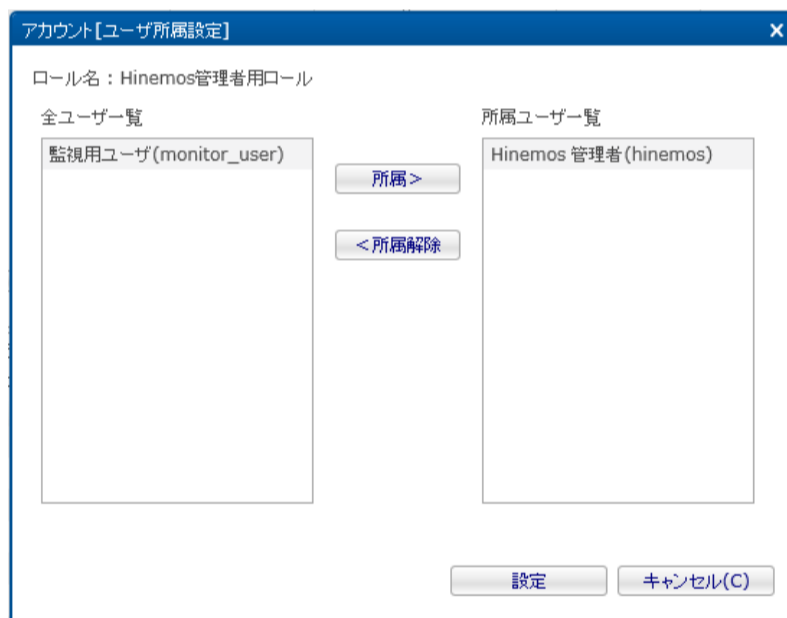 アカウント[ユーザ所属設定]
ロール名：Hinemos管理者用ロール
全ユーザ一覧
所属ユーザ一覧
監視用ユーザ(monitor_user)
所属＞
Hinemos 管理者(hinemos)
＜所属解除
設定
キャンセル(C)